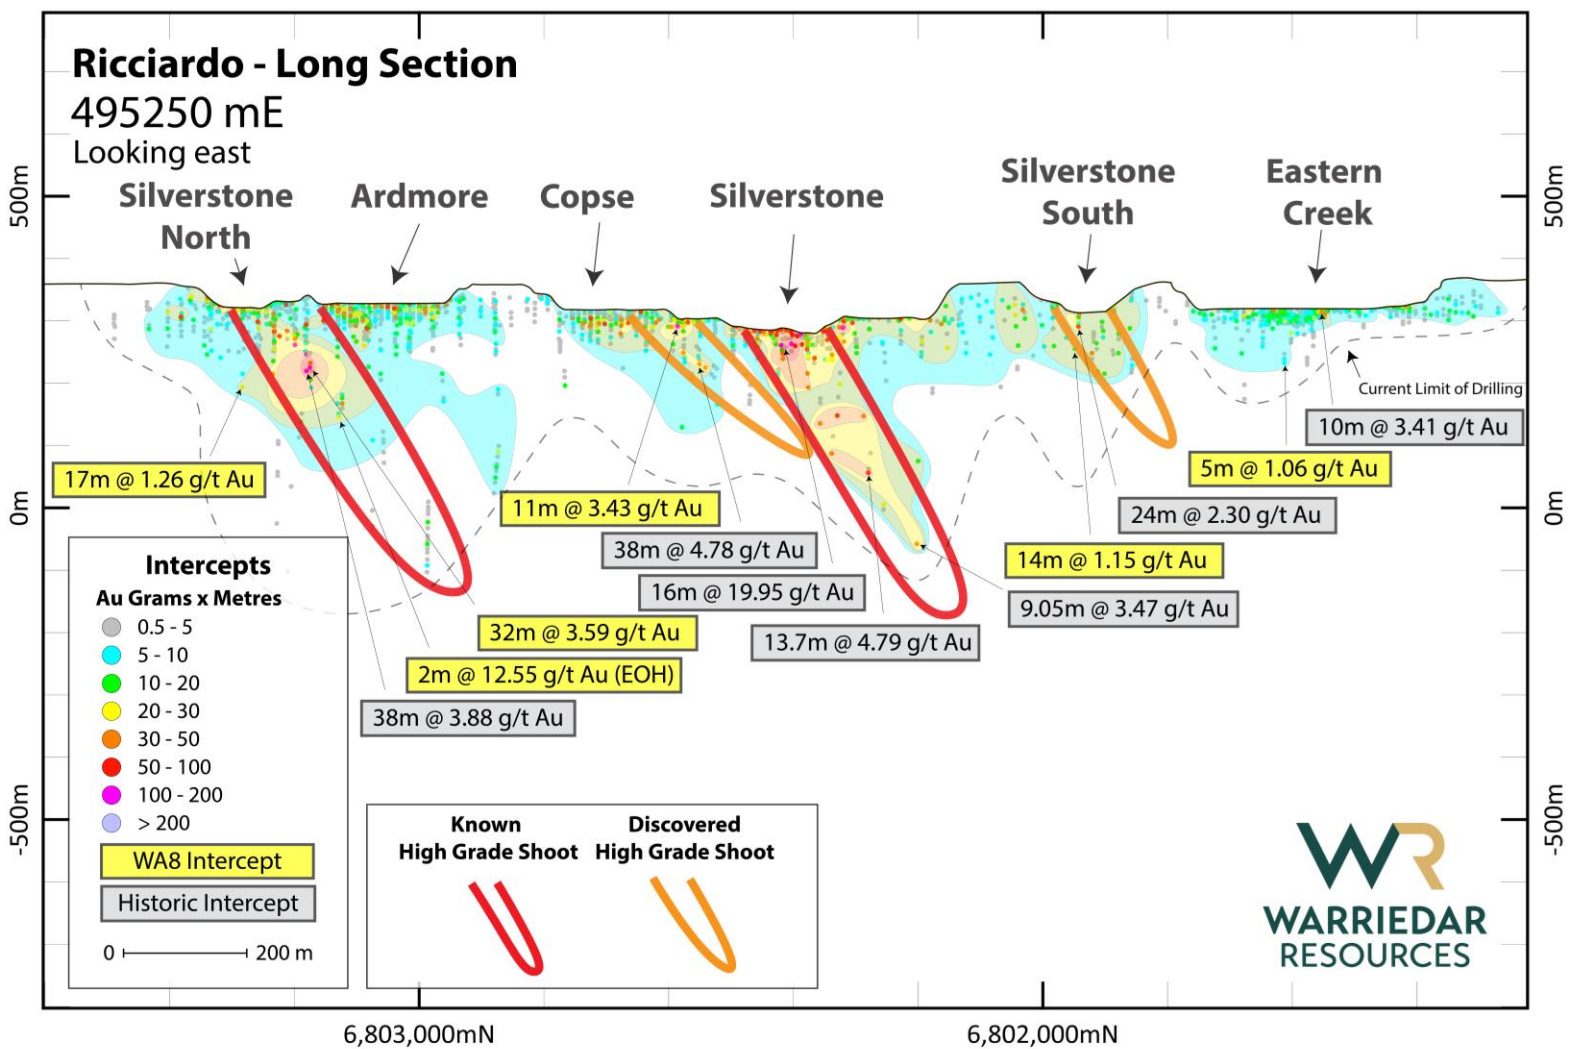 Ricciardo - Long Section
495250 mE
Looking east
Silverstone
North
Ardmore
Copse
Silverstone
Silverstone
South
Eastern
Creek
500m
0m
-500m
500m
0m
-500m
Current Limit of Drilling
10m @ 3.41 g/t Au
5m @ 1.06 g/t Au
17m @ 1.26 g/t Au
11m @ 3.43 g/t Au
24m @ 2.30 g/t Au
38m @ 4.78 g/t Au
14m @ 1.15 g/t Au
16m @ 19.95 g/t Au
9.05m @ 3.47 g/t Au
32m @ 3.59 g/t Au
13.7m @ 4.79 g/t Au
2m @ 12.55 g/t Au (EOH)
38m @ 3.88 g/t Au
Intercepts
Au Grams x Metres
0.5 - 5
5 - 10
10 - 20
20 - 30
30 - 50
50 - 100
100 - 200
> 200
WA8 Intercept
Historic Intercept
0 200 m
Known
High Grade Shoot
Discovered
High Grade Shoot
WR
WARRIEDAR
RESOURCES
6,803,000mN
6,802,000mN